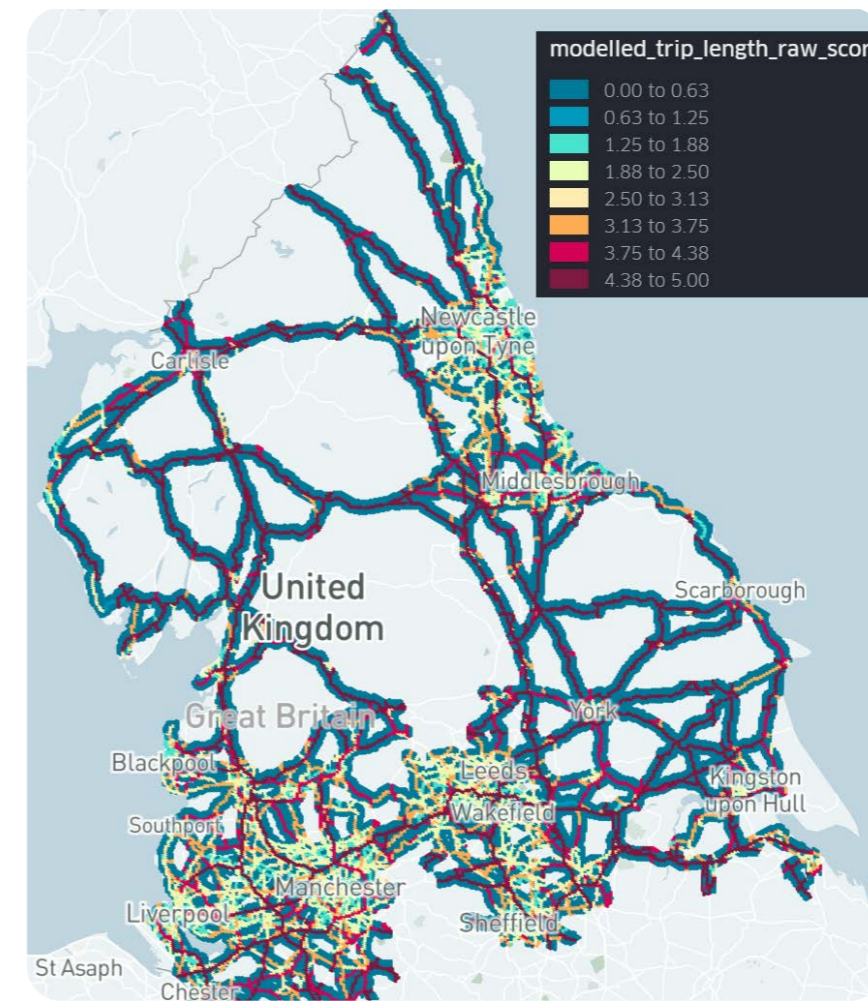 modelled_trip_length_raw_scor
0.00 to 0.63
0.63 to 1.25
1.25 to 1.88
1.88 to 2.50
2.50 to 3.13
3.13 to 3.75
3.75 to 4.38
4.38 to 5.00
Newcastle
upon Tyne
Carlisle
Middlesbrough
United
Kingdom
Scarborough
Great Britain
York
Blackpool
Leeds
Kingston
upon Hull
Wakefield
Southport
Manchester
Liverpool
Sheffield
St Asaph
Chester